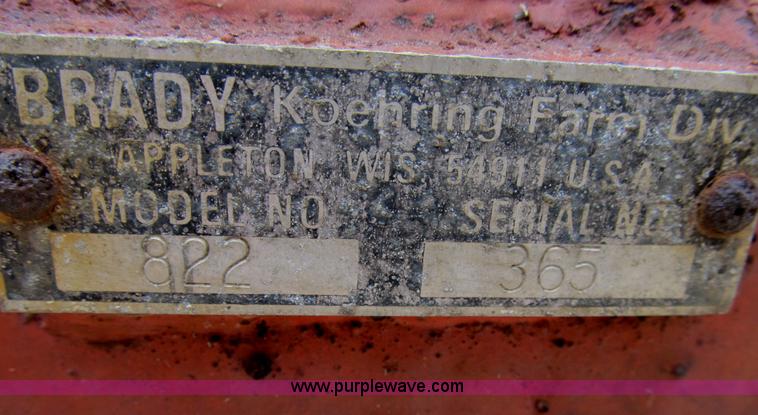 BRADY Koehring Farm Div
APPLETON, WIS. 54911 U.S.A.
MODEL NO. SERIAL NO
822 365
www.purplewave.com